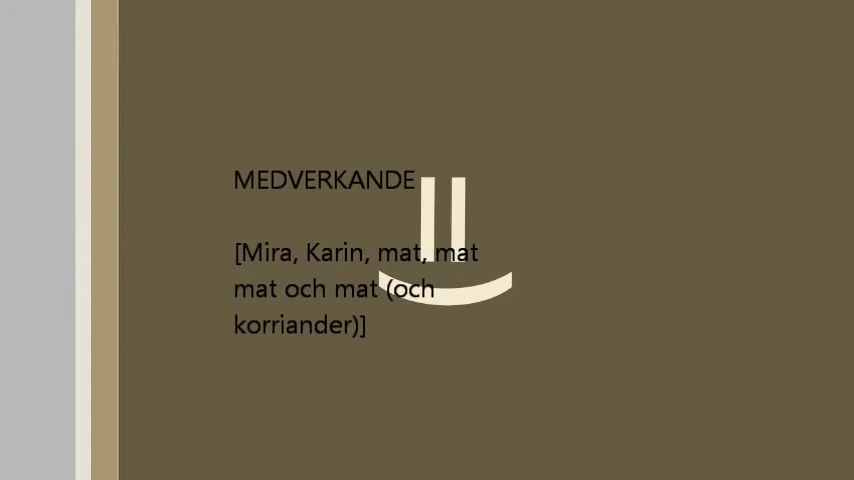 MEDVERKANDE
[Mira, Karin, mat, mat
mat och mat (och
korriander)]